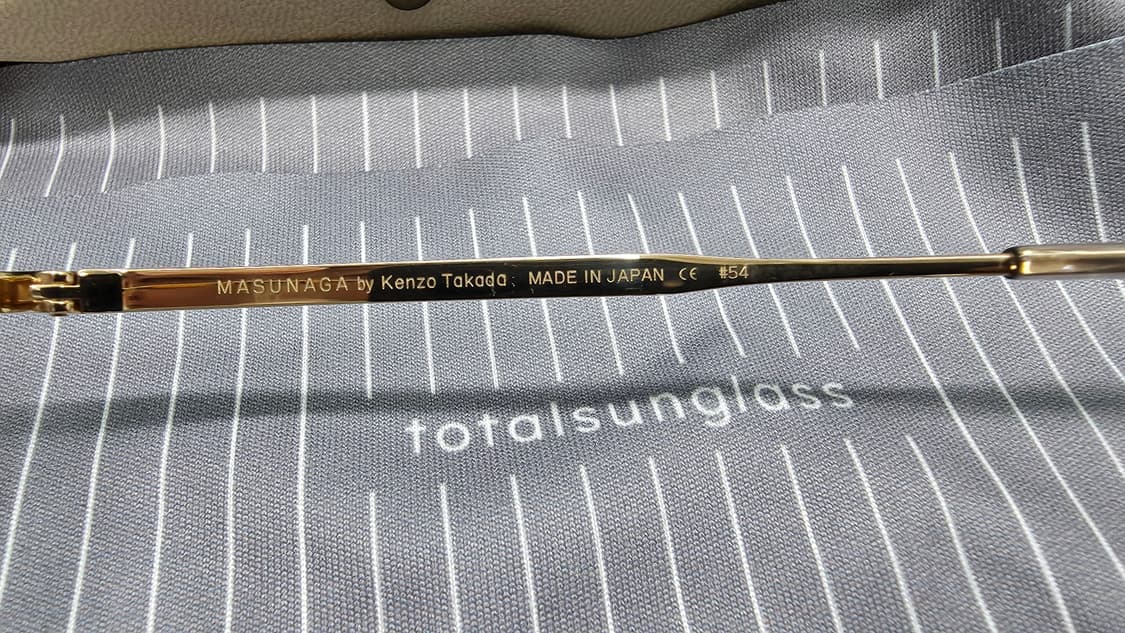 MASUNAGA by Kenzo Takada MADE IN JAPAN CE #54
totalsunglass